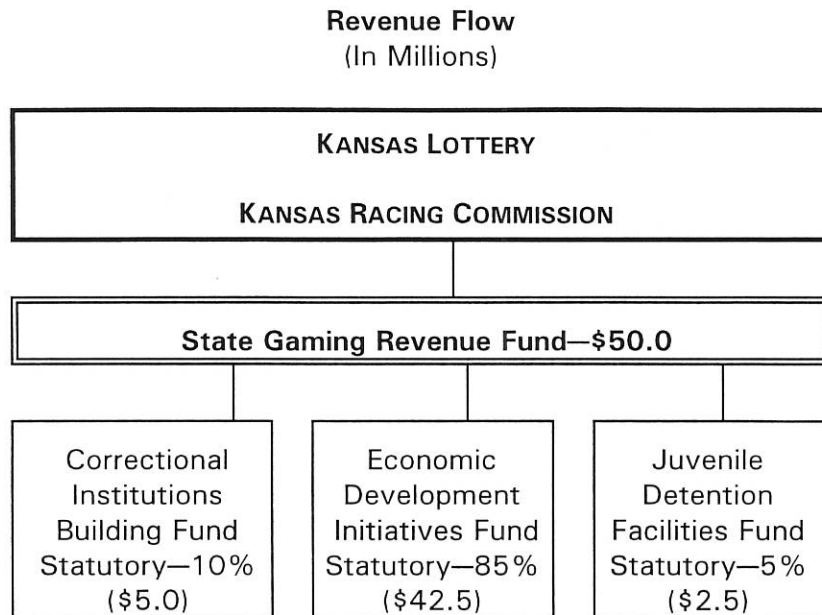 Revenue Flow
(In Millions)
KANSAS LOTTERY
KANSAS RACING COMMISSION
State Gaming Revenue Fund—$50.0
Correctional
Institutions
Building Fund
Statutory—10%
($5.0)
Economic
Development
Initiatives Fund
Statutory—85%
($42.5)
Juvenile
Detention
Facilities Fund
Statutory—5%
($2.5)